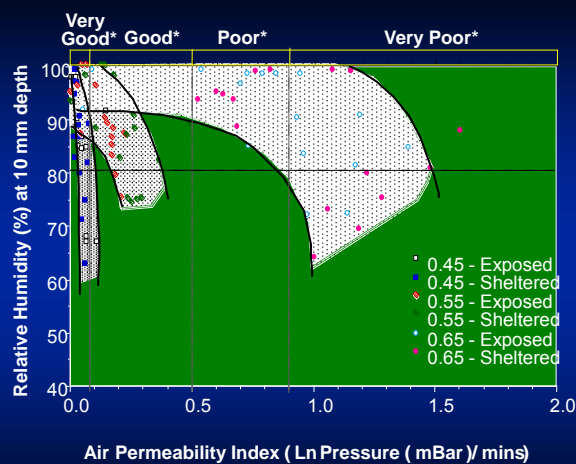 Very
Good* Good* Poor* Very Poor*
Relative Humidity (%) at 10 mm depth
100
90
80
70
60
50
40
0.45 - Exposed
0.45 - Sheltered
0.55 - Exposed
0.55 - Sheltered
0.65 - Exposed
0.65 - Sheltered
0.0 0.5 1.0 1.5 2.0
Air Permeability Index ( Ln Pressure ( mBar )/ mins)